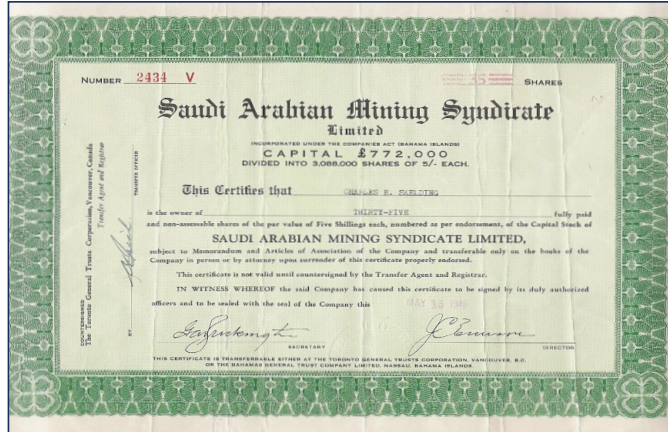 NUMBER 2434 V
35 SHARES
Saudi Arabian Mining Syndicate
Limited
INCORPORATED UNDER THE COMPANIES ACT (BAHAMA ISLANDS)
CAPITAL £772,000
DIVIDED INTO 3,088,000 SHARES OF 5/- EACH.
This Certifies that CHARLES
is the owner of THIRTY-FIVE fully paid
and non-assessable shares of the par value of Five Shillings each, numbered as per endorsement, of the Capital Stock of
SAUDI ARABIAN MINING SYNDICATE LIMITED,
subject to Memorandum and Articles of Association of the Company and transferable only on the books of the
Company in person or by attorney upon surrender of this certificate properly endorsed.
This certificate is not valid until countersigned by the Transfer Agent and Registrar.
IN WITNESS WHEREOF the said Company has caused this certificate to be signed by its duly authorized
officers and to be sealed with the seal of the Company this MAY
SECRETARY
DIRECTOR
THIS CERTIFICATE IS TRANSFERABLE EITHER AT THE TORONTO GENERAL TRUSTS CORPORATION, VANCOUVER, B.C.
OR THE BAHAMAS GENERAL TRUST COMPANY LIMITED, NASSAU, BAHAMA ISLANDS.
COUNTERSIGNED
The Toronto General Trusts Corporation, Vancouver, Canada
Transfer Agent and Registrar
BY
TRANSFER OFFICER